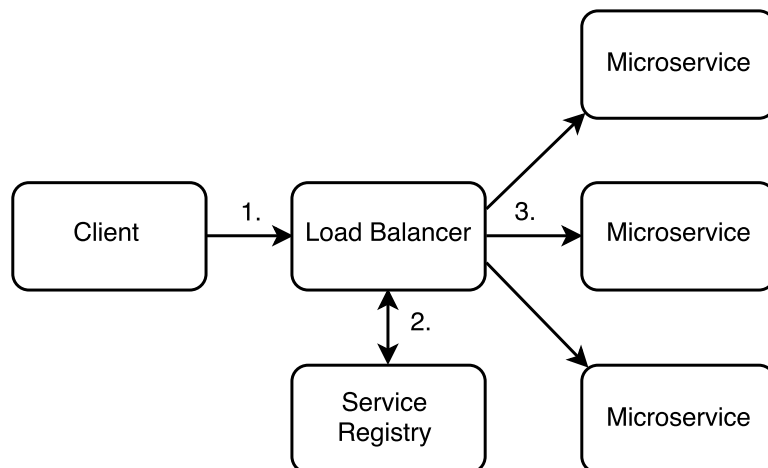 Microservice
Client
1.
Load Balancer
3.
Microservice
2.
Service
Registry
Microservice